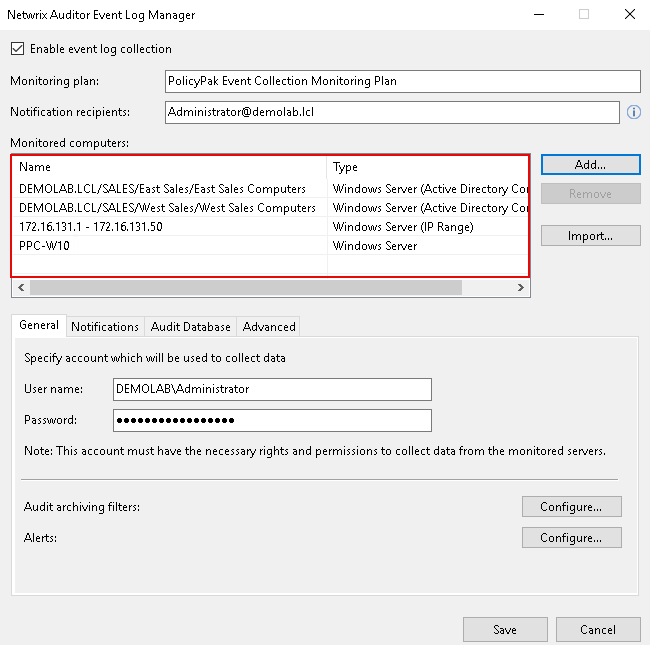 Netwrix Auditor Event Log Manager
Enable event log collection
Monitoring plan: PolicyPak Event Collection Monitoring Plan
Notification recipients: Administrator@demolab.lcl
Monitored computers:
Name Type
DEMOLAB.LCL/SALES/East Sales/East Sales Computers Windows Server (Active Directory Co
DEMOLAB.LCL/SALES/West Sales/West Sales Computers Windows Server (Active Directory Co
172.16.131.1 - 172.16.131.50 Windows Server (IP Range)
PPC-W10 Windows Server
Add...
Remove
Import...
General Notifications Audit Database Advanced
Specify account which will be used to collect data
User name: DEMOLAB\Administrator
Password: ●●●●●●●●●●●●●●●●●
Note: This account must have the necessary rights and permissions to collect data from the monitored servers.
Audit archiving filters: Configure...
Alerts: Configure...
Save Cancel